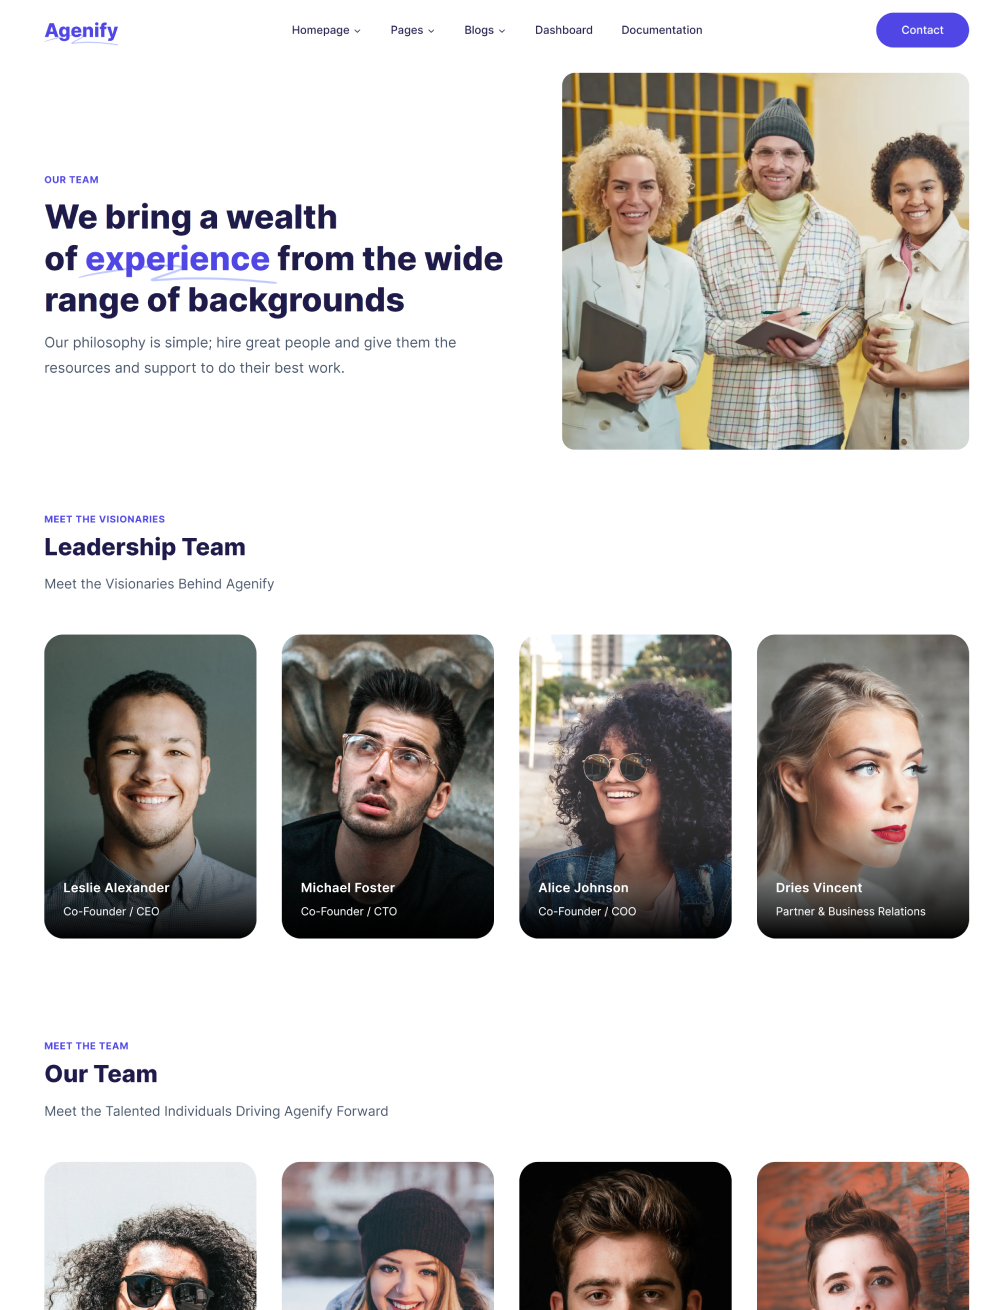 Agenify
Homepage
Pages
Blogs
Dashboard
Documentation
Contact
OUR TEAM
We bring a wealth
of experience from the wide
range of backgrounds
Our philosophy is simple; hire great people and give them the
resources and support to do their best work.
MEET THE VISIONARIES
Leadership Team
Meet the Visionaries Behind Agenify
Leslie Alexander
Co-Founder / CEO
Michael Foster
Co-Founder / CTO
Alice Johnson
Co-Founder / COO
Dries Vincent
Partner & Business Relations
MEET THE TEAM
Our Team
Meet the Talented Individuals Driving Agenify Forward